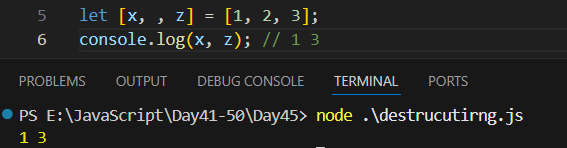 5 let [x, , z] = [1, 2, 3];
6 console.log(x, z); // 1 3
PROBLEMS OUTPUT DEBUG CONSOLE TERMINAL PORTS
PS E:\JavaScript\Day41-50\Day45> node .\destrucutirng.js
1 3